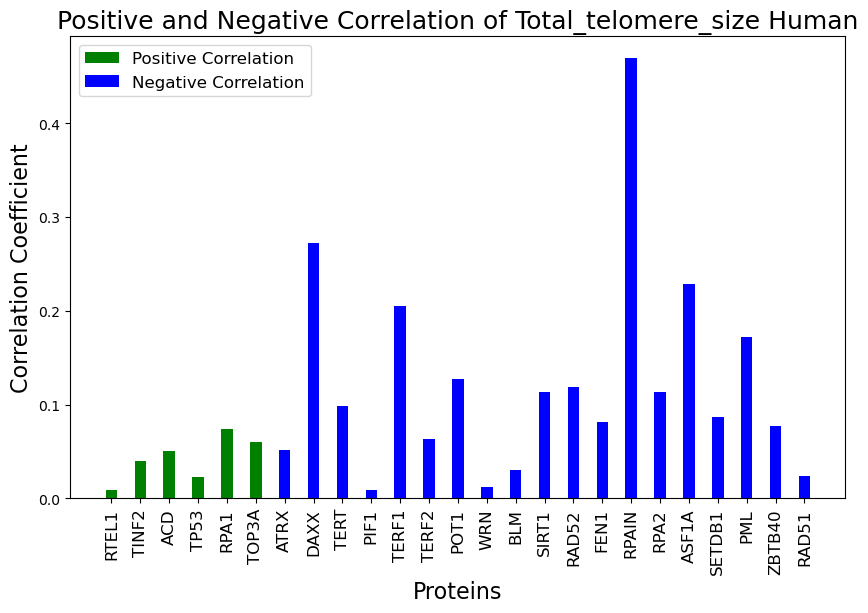 Positive and Negative Correlation of Total_telomere_size Human
Positive Correlation
Negative Correlation
Correlation Coefficient
0.4
0.3
0.2
0.1
0.0
RTEL1
TINF2
ACD
TP53
RPA1
TOP3A
ATRX
DAXX
TERT
PIF1
TERF1
TERF2
POT1
WRN
BLM
SIRT1
RAD52
FEN1
RPAIN
RPA2
ASF1A
SETDB1
PML
ZBTB40
RAD51
Proteins